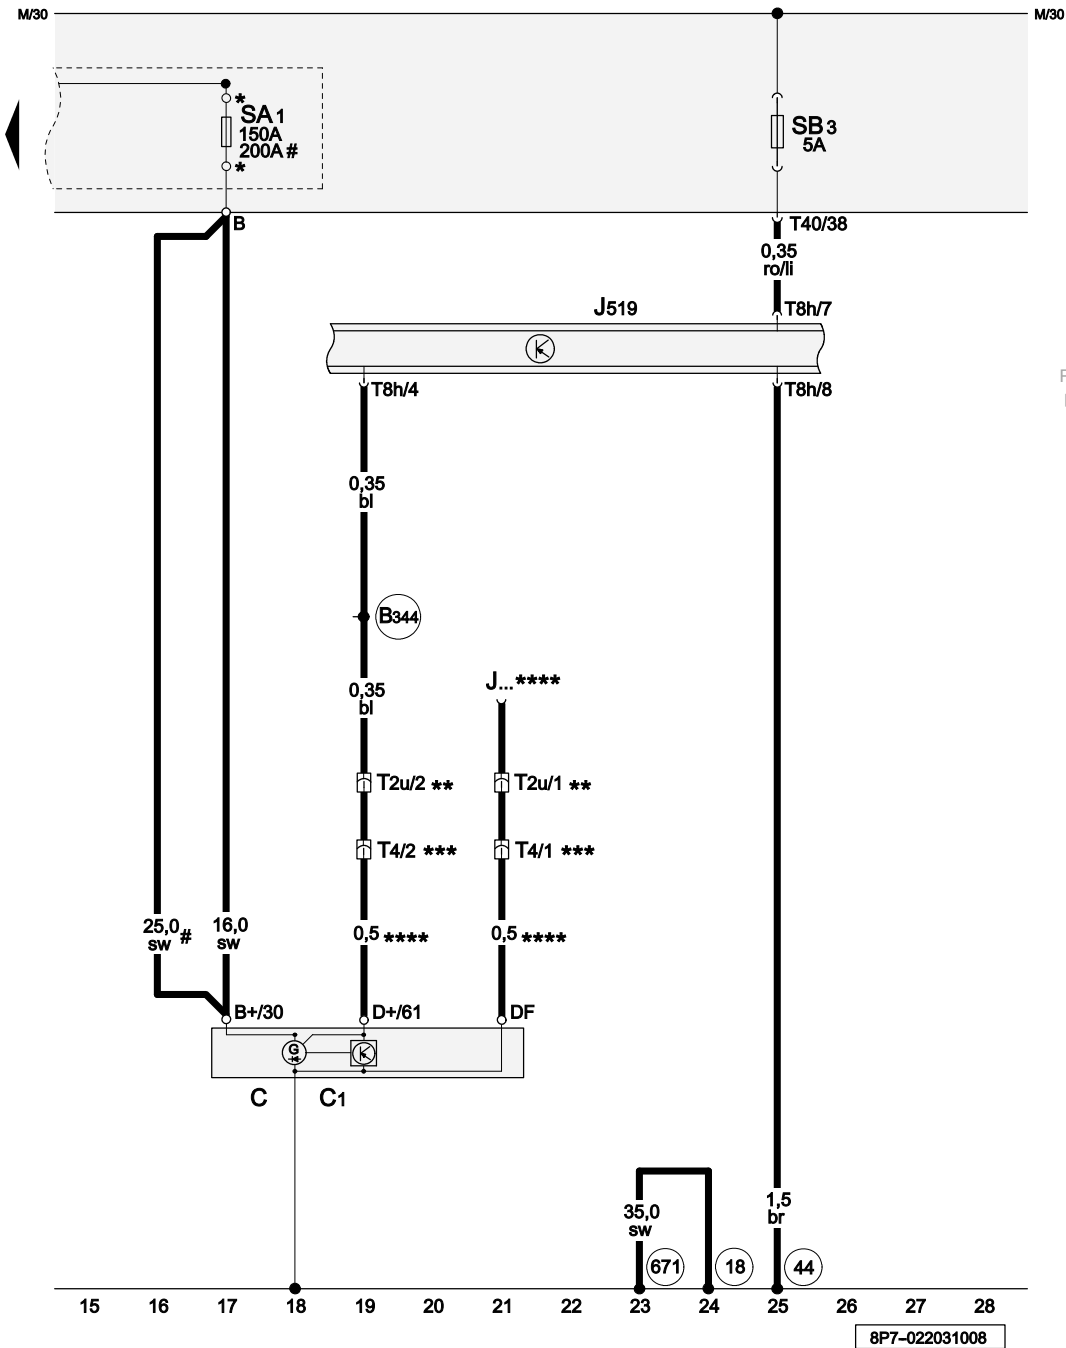 M/30
M/30
*
SA1
150A
200A #
*
SB3
5A
B
T40/38
0,35
ro/li
J519
T8h/7
T8h/4
T8h/8
0,35
bl
B344
0,35
bl
J... ****
T2u/2 **
T2u/1 **
T4/2 ***
T4/1 ***
25,0
sw #
16,0
sw
0,5 ****
0,5 ****
B+/30
D+/61
DF
G
C
C1
35,0
sw
1,5
br
671
18
44
15 16 17 18 19 20 21 22 23 24 25 26 27 28
8P7-022031008